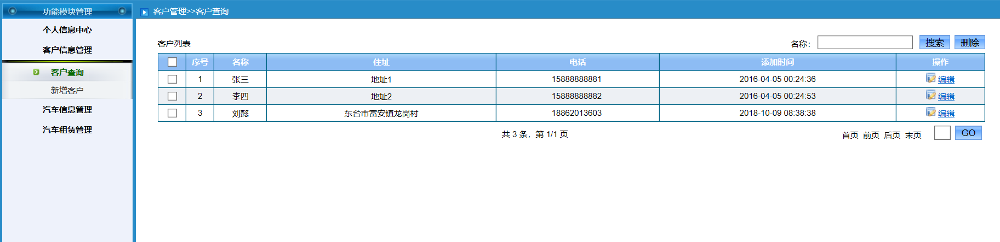 功能模块管理
个人信息中心
客户信息管理
客户查询
新增客户
汽车信息管理
汽车租赁管理
客户管理>>客户查询
客户列表 名称： 搜索 删除
序号 名称 住址 电话 添加时间 操作
1 张三 地址1 15888888881 2016-04-05 00:24:36 编辑
2 李四 地址2 15888888882 2016-04-05 00:24:53 编辑
3 刘懿 东台市富安镇龙岗村 18862013603 2018-10-09 08:38:38 编辑
共 3 条，第 1/1 页 首页 前页 后页 末页 GO